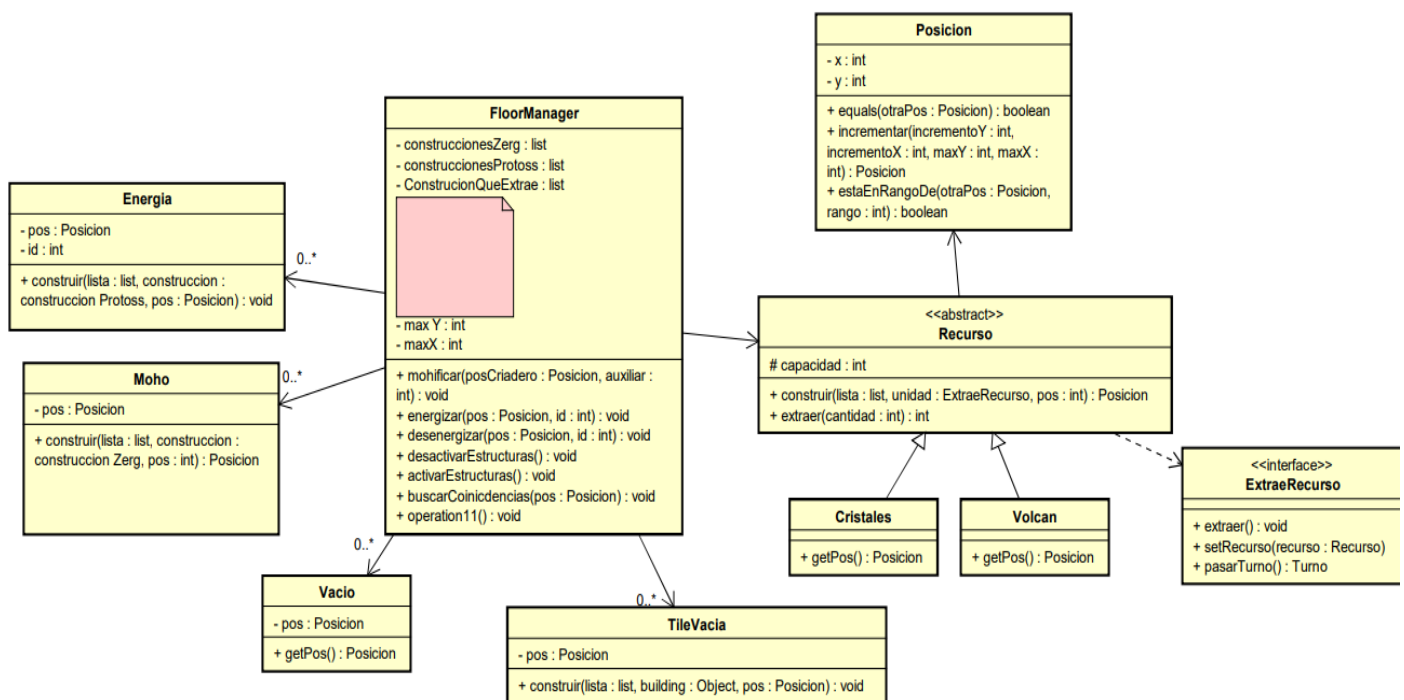 Posicion
- x : int
- y : int
+ equals(otraPos : Posicion) : boolean
+ incrementar(incrementoY : int,
incrementoX : int, maxY : int, maxX :
int) : Posicion
+ estaEnRangoDe(otraPos : Posicion,
rango : int) : boolean
FloorManager
- construccionesZerg : list
- construccionesProtoss : list
- ConstrucionQueExtrae : list
- max Y : int
- maxX : int
+ mohificar(posCriadero : Posicion, auxiliar :
int) : void
+ energizar(pos : Posicion, id : int) : void
+ desenergizar(pos : Posicion, id : int) : void
+ desactivarEstructuras() : void
+ activarEstructuras() : void
+ buscarCoinicdencias(pos : Posicion) : void
+ operation11() : void
Energia
- pos : Posicion
- id : int
+ construir(lista : list, construccion :
construccion Protoss, pos : Posicion) : void
0..*
Moho
- pos : Posicion
+ construir(lista : list, construccion :
construccion Zerg, pos : int) : Posicion
0..*
<<abstract>>
Recurso
# capacidad : int
+ construir(lista : list, unidad : ExtraeRecurso, pos : int) : Posicion
+ extraer(cantidad : int) : int
<<interface>>
ExtraeRecurso
+ extraer() : void
+ setRecurso(recurso : Recurso)
+ pasarTurno() : Turno
Cristales
+ getPos() : Posicion
Volcan
+ getPos() : Posicion
0..*
Vacio
- pos : Posicion
+ getPos() : Posicion
0..*
TileVacia
- pos : Posicion
+ construir(lista : list, building : Object, pos : Posicion) : void